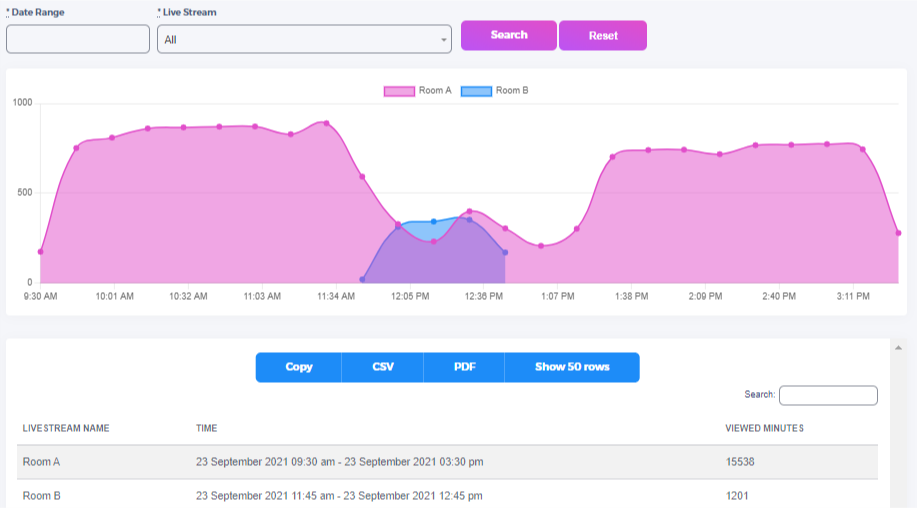 * Date Range
* Live Stream
All
Search
Reset
Room A
Room B
1000
500
0
9:30 AM 10:01 AM 10:32 AM 11:03 AM 11:34 AM 12:05 PM 12:36 PM 1:07 PM 1:38 PM 2:09 PM 2:40 PM 3:11 PM
Copy CSV PDF Show 50 rows
Search:
LIVESTREAM NAME TIME VIEWED MINUTES
Room A 23 September 2021 09:30 am - 23 September 2021 03:30 pm 15538
Room B 23 September 2021 11:45 am - 23 September 2021 12:45 pm 1201